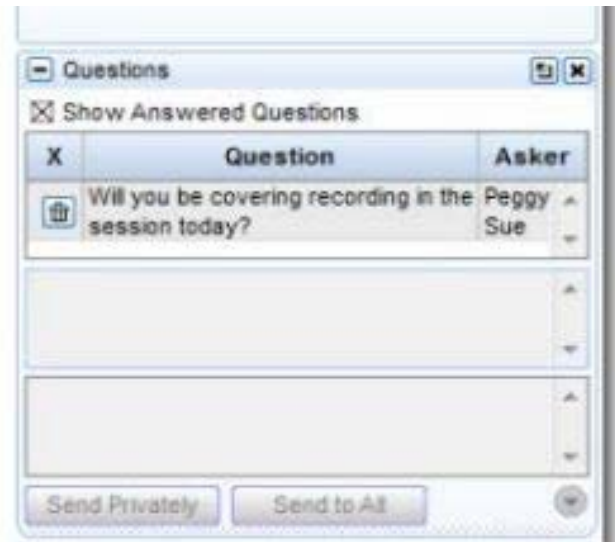 Questions
Show Answered Questions
X Question Asker
Will you be covering recording in the Peggy
session today? Sue
Send Privately Send to All